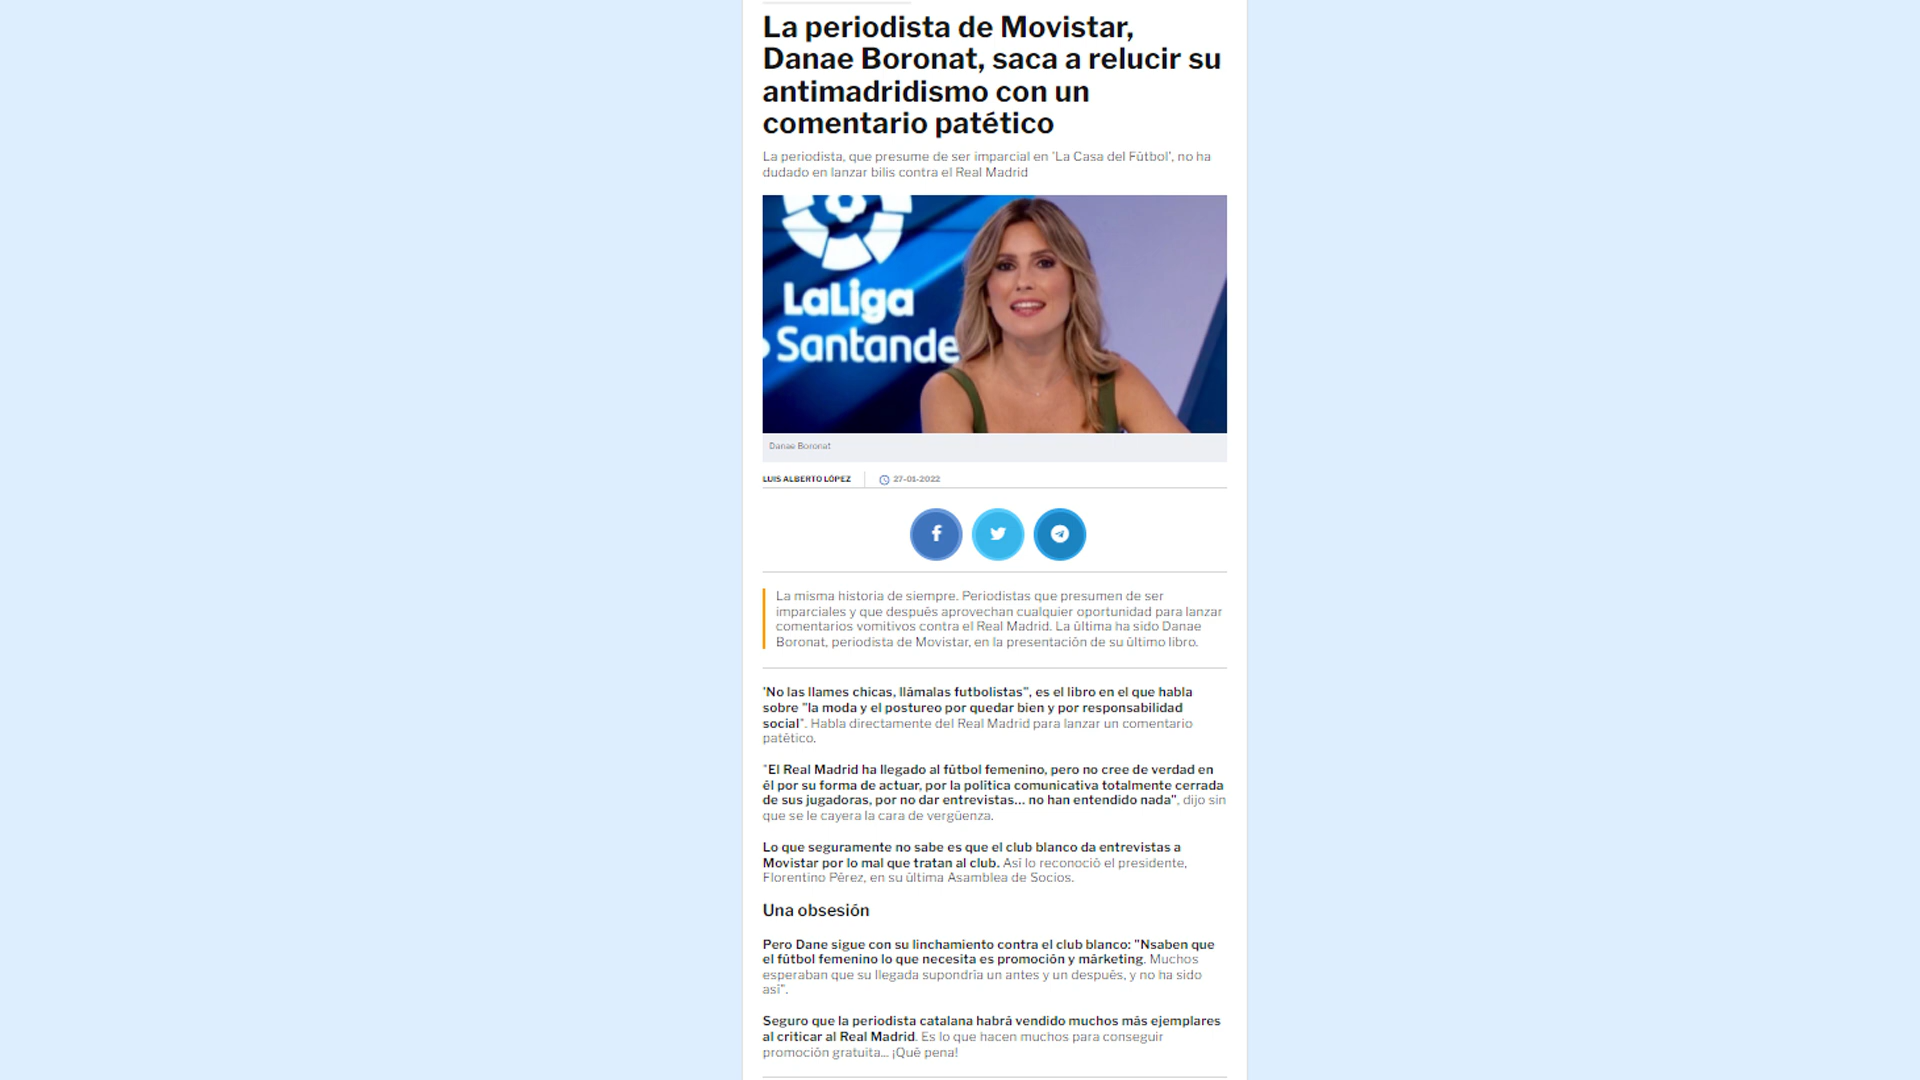 La periodista de Movistar,
Danae Boronat, saca a relucir su
antimadridismo con un
comentario patético
La periodista, que presume de ser imparcial en 'La Casa del Fútbol', no ha
dudado en lanzar bilis contra el Real Madrid
LaLiga
Santande
Danae Boronat
LUIS ALBERTO LÓPEZ
27-01-2022
La misma historia de siempre. Periodistas que presumen de ser
imparciales y que después aprovechan cualquier oportunidad para lanzar
comentarios vomitivos contra el Real Madrid. La última ha sido Danae
Boronat, periodista de Movistar, en la presentación de su último libro.
'No las llames chicas, llámalas futbolistas", es el libro en el que habla
sobre "la moda y el postureo por quedar bien y por responsabilidad
social". Habla directamente del Real Madrid para lanzar un comentario
patético.
"El Real Madrid ha llegado al fútbol femenino, pero no cree de verdad en
él por su forma de actuar, por la política comunicativa totalmente cerrada
de sus jugadoras, por no dar entrevistas... no han entendido nada", dijo sin
que se le cayera la cara de vergüenza.
Lo que seguramente no sabe es que el club blanco da entrevistas a
Movistar por lo mal que tratan al club. Así lo reconoció el presidente,
Florentino Pérez, en su última Asamblea de Socios.
Una obsesión
Pero Dane sigue con su linchamiento contra el club blanco: "Nsaben que
el fútbol femenino lo que necesita es promoción y márketing. Muchos
esperaban que su llegada supondría un antes y un después, y no ha sido
así".
Seguro que la periodista catalana habrá vendido muchos más ejemplares
al criticar al Real Madrid. Es lo que hacen muchos para conseguir
promoción gratuita... ¡Qué pena!